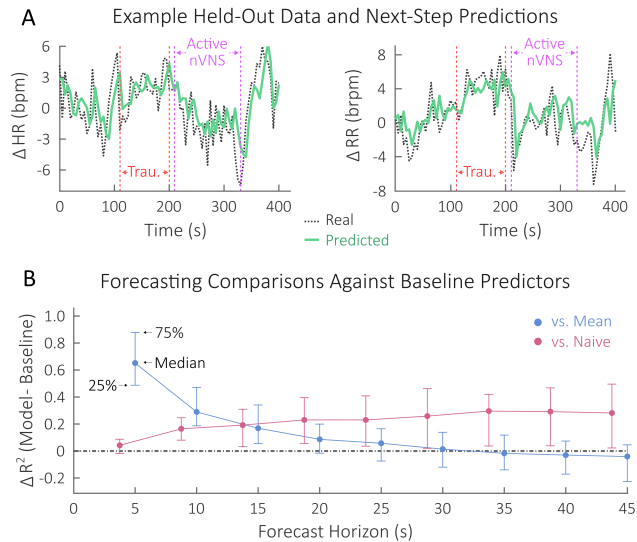 A
Example Held-Out Data and Next-Step Predictions
Δ HR (bpm)
6
3
0
-3
-6
Active
nVNS
Trau.
0 100 200 300 400
Time (s)
Δ RR (brpm)
8
4
0
-4
-8
Active
nVNS
Trau.
0 100 200 300 400
Time (s)
Real
Predicted
B
Forecasting Comparisons Against Baseline Predictors
Δ R² (Model- Baseline)
1.0
0.8
0.6
0.4
0.2
0
-0.2
75%
Median
25%
vs. Mean
vs. Naive
0 5 10 15 20 25 30 35 40 45
Forecast Horizon (s)